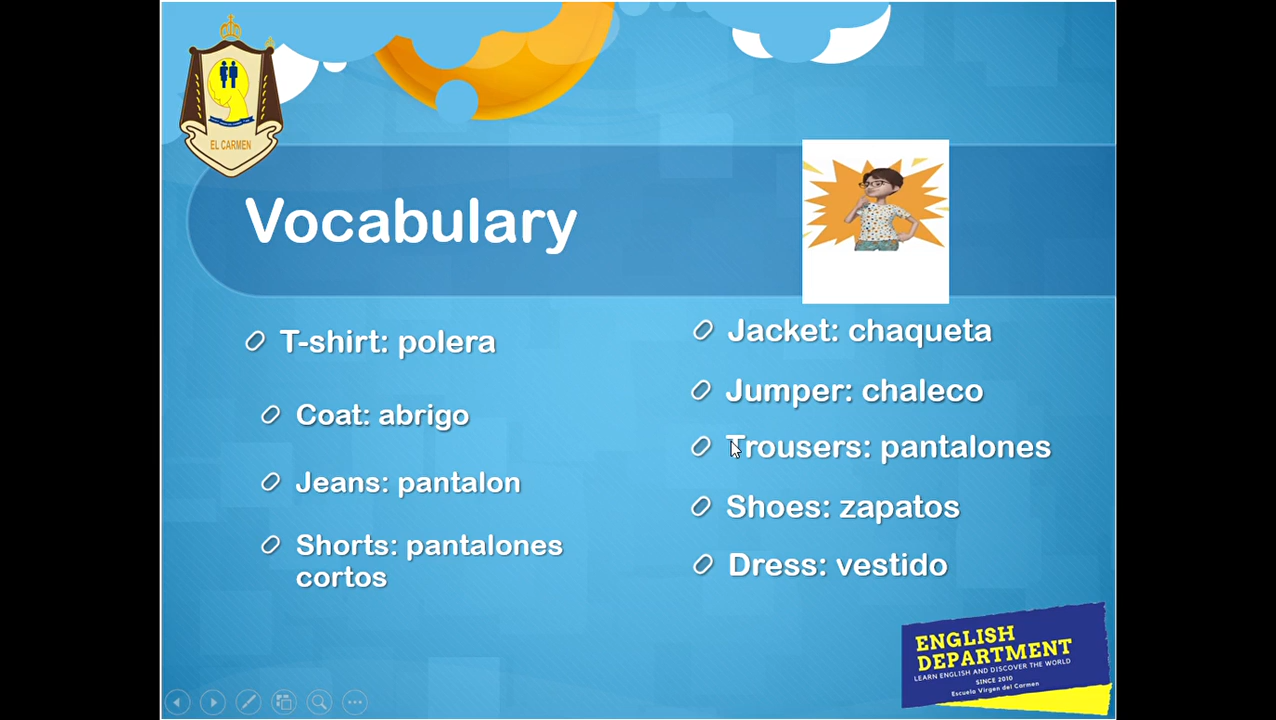 EL CARMEN
Vocabulary
T-shirt: polera
Coat: abrigo
Jeans: pantalon
Shorts: pantalones
cortos
Jacket: chaqueta
Jumper: chaleco
Trousers: pantalones
Shoes: zapatos
Dress: vestido
ENGLISH
DEPARTMENT
LEARN ENGLISH AND DISCOVER THE WORLD
SINCE 2010
Escuela Virgen del Carmen